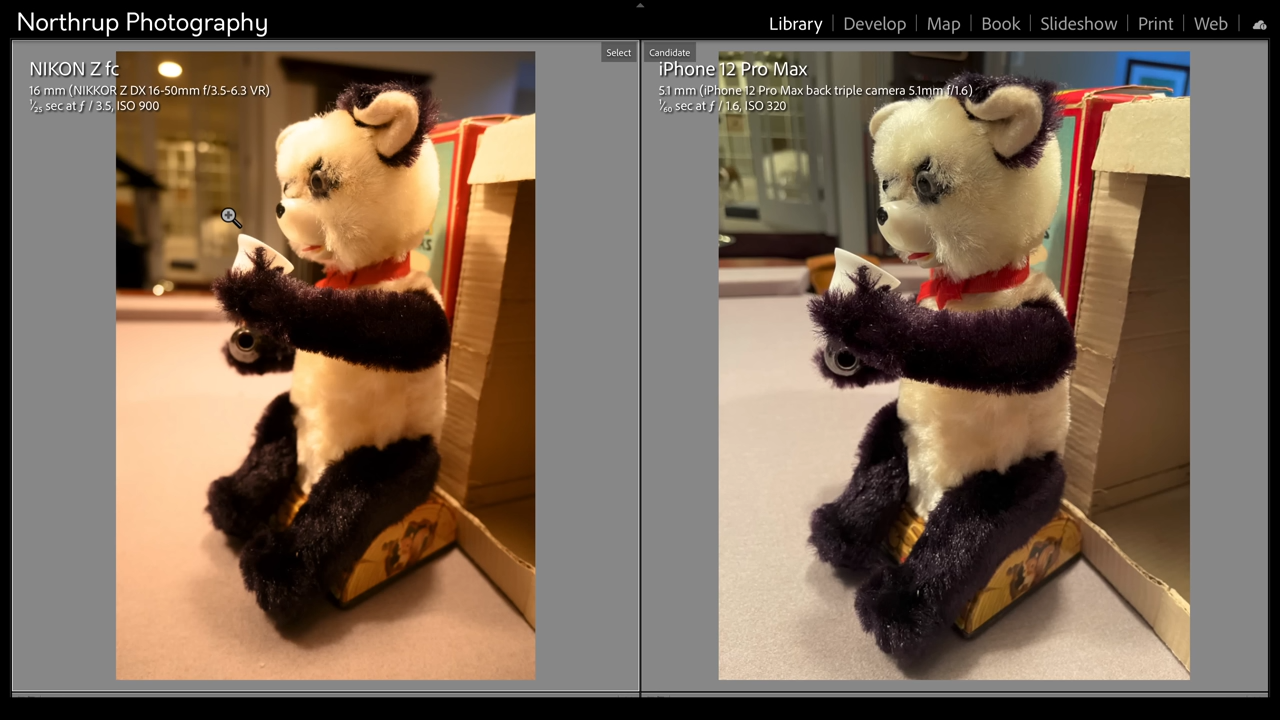 Northrup Photography
Library | Develop | Map | Book | Slideshow | Print | Web
Select
Candidate
NIKON Z fc
16 mm (NIKKOR Z DX 16-50mm f/3.5-6.3 VR)
1/25 sec at ƒ / 3.5, ISO 900
iPhone 12 Pro Max
5.1 mm (iPhone 12 Pro Max back triple camera 5.1mm f/1.6)
1/60 sec at ƒ / 1.6, ISO 320